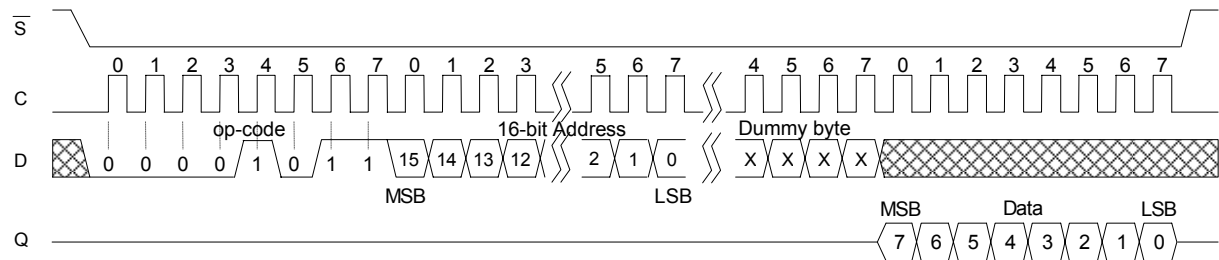 S
0 1 2 3 4 5 6 7 0 1 2 3 5 6 7 4 5 6 7 0 1 2 3 4 5 6 7
C
op-code 16-bit Address Dummy byte
D 0 0 0 0 1 0 1 1 15 14 13 12 2 1 0 X X X X
MSB LSB
MSB Data LSB
Q 7 6 5 4 3 2 1 0